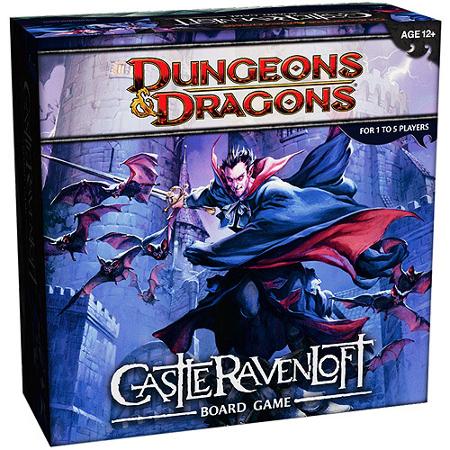 AGE 12+
DUNGEONS
& DRAGONS
FOR 1 TO 5 PLAYERS
CASTLE RAVENLOFT
BOARD GAME